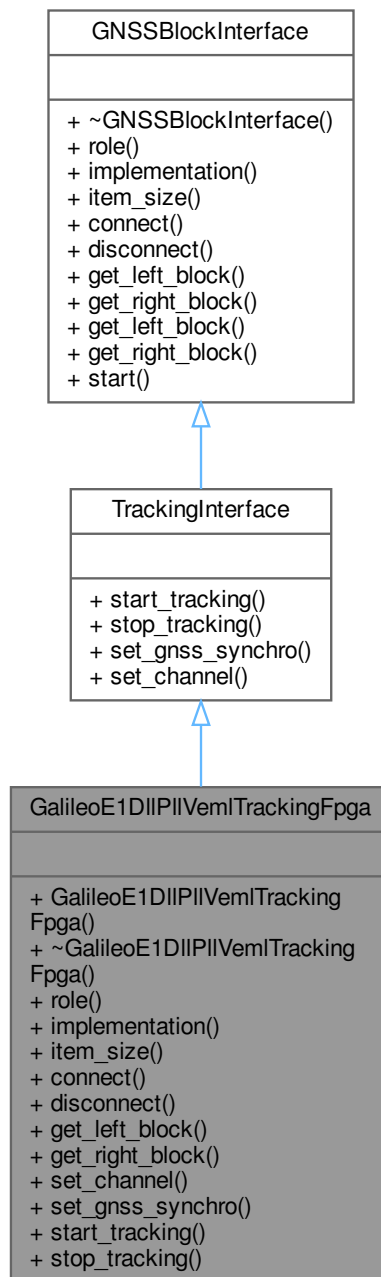 GNSSBlockInterface
+ ~GNSSBlockInterface()
+ role()
+ implementation()
+ item_size()
+ connect()
+ disconnect()
+ get_left_block()
+ get_right_block()
+ get_left_block()
+ get_right_block()
+ start()
TrackingInterface
+ start_tracking()
+ stop_tracking()
+ set_gnss_synchro()
+ set_channel()
GalileoE1DllPllVemlTrackingFpga
+ GalileoE1DllPllVemlTracking
Fpga()
+ ~GalileoE1DllPllVemlTracking
Fpga()
+ role()
+ implementation()
+ item_size()
+ connect()
+ disconnect()
+ get_left_block()
+ get_right_block()
+ set_channel()
+ set_gnss_synchro()
+ start_tracking()
+ stop_tracking()